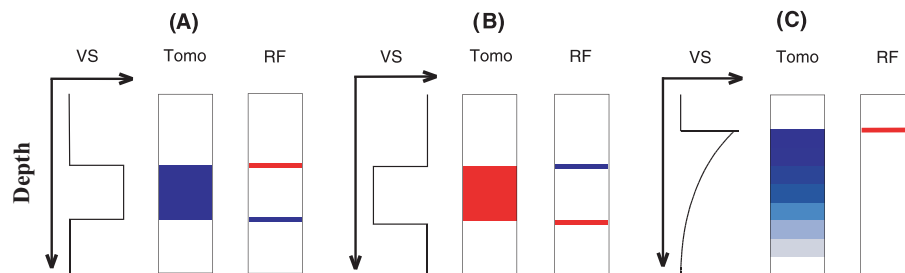 (A)
(B)
(C)
VS
Tomo
RF
VS
Tomo
RF
VS
Tomo
RF
Depth